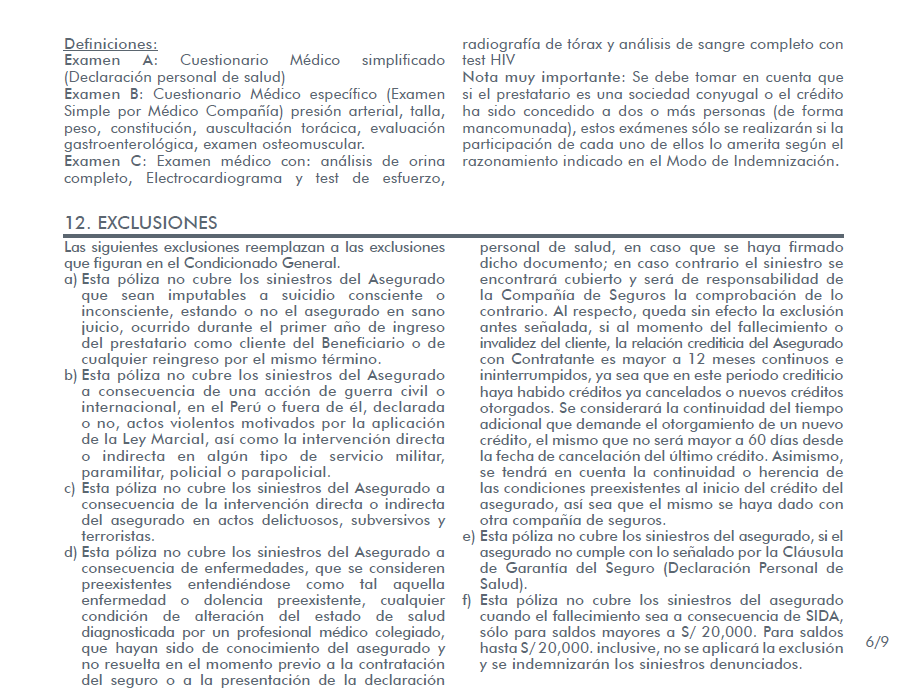 Definiciones:
Examen A: Cuestionario Médico simplificado
(Declaración personal de salud)
Examen B: Cuestionario Médico específico (Examen
Simple por Médico Compañía) presión arterial, talla,
peso, constitución, auscultación torácica, evaluación
gastroenterológica, examen osteomuscular.
Examen C: Examen médico con: análisis de orina
completo, Electrocardiograma y test de esfuerzo,
radiografía de tórax y análisis de sangre completo con
test HIV
Nota muy importante: Se debe tomar en cuenta que
si el prestatario es una sociedad conyugal o el crédito
ha sido concedido a dos o más personas (de forma
mancomunada), estos exámenes sólo se realizarán si la
participación de cada uno de ellos lo amerita según el
razonamiento indicado en el Modo de Indemnización.
12. EXCLUSIONES
Las siguientes exclusiones reemplazan a las exclusiones
que figuran en el Condicionado General.
a) Esta póliza no cubre los siniestros del Asegurado
que sean imputables a suicidio consciente o
inconsciente, estando o no el asegurado en sano
juicio, ocurrido durante el primer año de ingreso
del prestatario como cliente del Beneficiario o de
cualquier reingreso por el mismo término.
b) Esta póliza no cubre los siniestros del Asegurado
a consecuencia de una acción de guerra civil o
internacional, en el Perú o fuera de él, declarada
o no, actos violentos motivados por la aplicación
de la Ley Marcial, así como la intervención directa
o indirecta en algún tipo de servicio militar,
paramilitar, policial o parapolicial.
c) Esta póliza no cubre los siniestros del Asegurado a
consecuencia de la intervención directa o indirecta
del asegurado en actos delictuosos, subversivos y
terroristas.
d) Esta póliza no cubre los siniestros del Asegurado a
consecuencia de enfermedades, que se consideren
preexistentes entendiéndose como tal aquella
enfermedad o dolencia preexistente, cualquier
condición de alteración del estado de salud
diagnosticada por un profesional médico colegiado,
que hayan sido de conocimiento del asegurado y
no resuelta en el momento previo a la contratación
del seguro o a la presentación de la declaración
personal de salud, en caso que se haya firmado
dicho documento; en caso contrario el siniestro se
encontrará cubierto y será de responsabilidad de
la Compañía de Seguros la comprobación de lo
contrario. Al respecto, queda sin efecto la exclusión
antes señalada, si al momento del fallecimiento o
invalidez del cliente, la relación crediticia del Asegurado
con Contratante es mayor a 12 meses continuos e
ininterrumpidos, ya sea que en este periodo crediticio
haya habido créditos ya cancelados o nuevos créditos
otorgados. Se considerará la continuidad del tiempo
adicional que demande el otorgamiento de un nuevo
crédito, el mismo que no será mayor a 60 días desde
la fecha de cancelación del último crédito. Asimismo,
se tendrá en cuenta la continuidad o herencia de
las condiciones preexistentes al inicio del crédito del
asegurado, así sea que el mismo se haya dado con
otra compañía de seguros.
e) Esta póliza no cubre los siniestros del asegurado, si el
asegurado no cumple con lo señalado por la Cláusula
de Garantía del Seguro (Declaración Personal de
Salud).
f) Esta póliza no cubre los siniestros del asegurado
cuando el fallecimiento sea a consecuencia de SIDA,
sólo para saldos mayores a S/ 20,000. Para saldos
hasta S/ 20,000. inclusive, no se aplicará la exclusión
y se indemnizarán los siniestros denunciados.
6/9